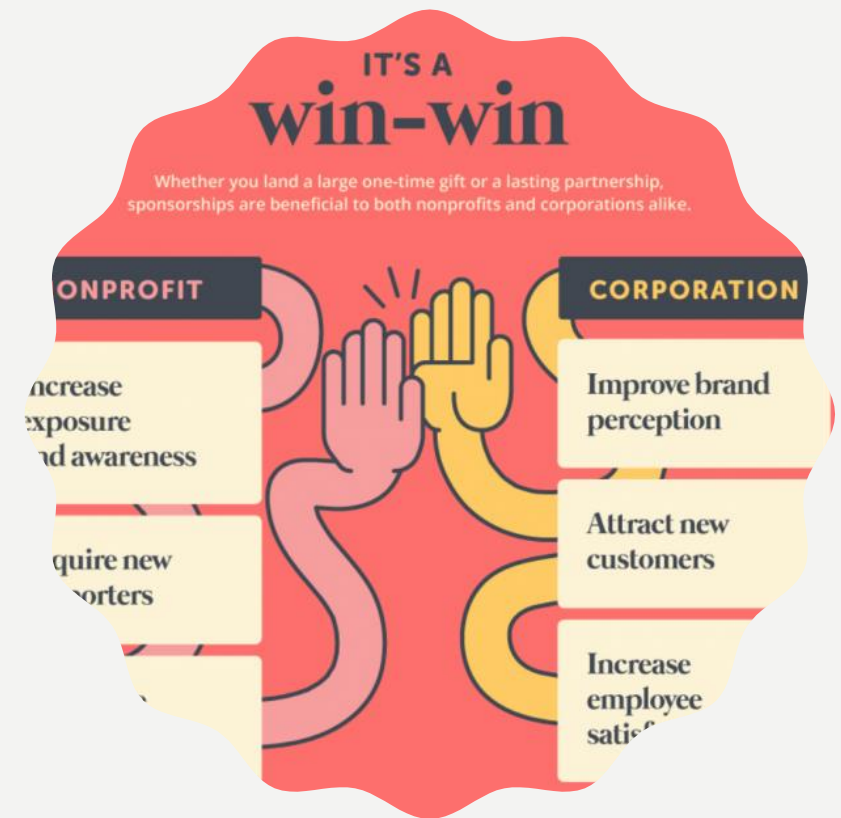 IT'S A
win-win
Whether you land a large one-time gift or a lasting partnership,
sponsorships are beneficial to both nonprofits and corporations alike.
ONPROFIT
CORPORATION
ncrease
exposure
nd awareness
quire new
porters
Improve brand
perception
Attract new
customers
Increase
employee